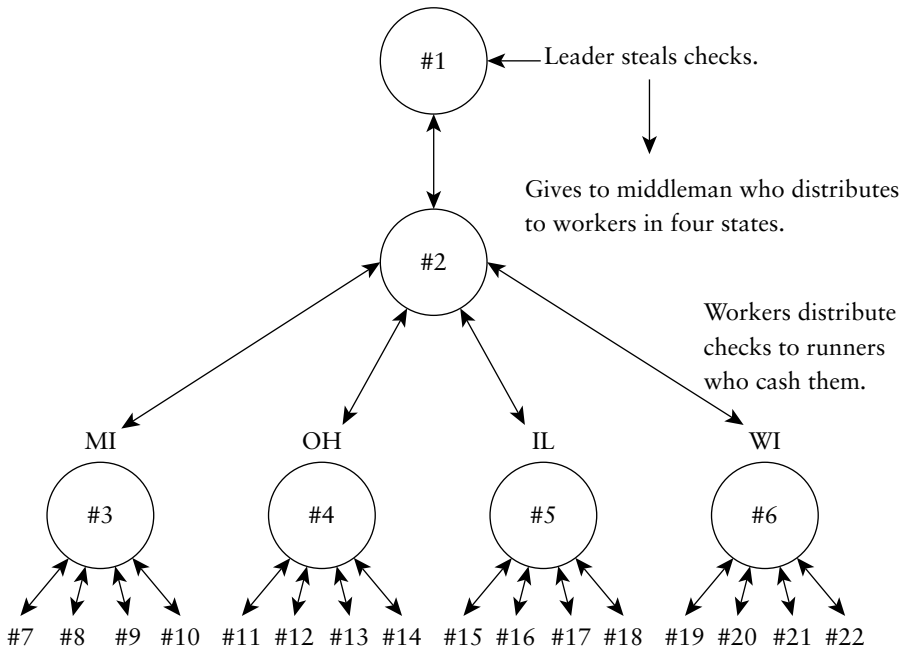 #1
Leader steals checks.
Gives to middleman who distributes
to workers in four states.
#2
Workers distribute
checks to runners
who cash them.
MI OH IL WI
#3 #4 #5 #6
#7 #8 #9 #10 #11 #12 #13 #14 #15 #16 #17 #18 #19 #20 #21 #22